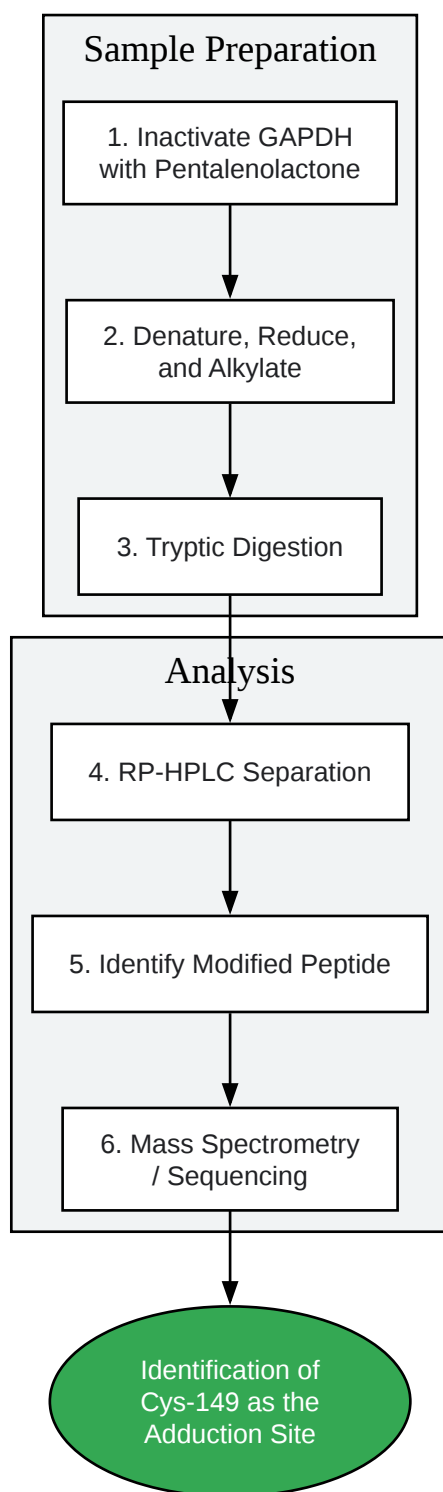 Sample Preparation
1. Inactivate GAPDH
with Pentalenolactone
2. Denature, Reduce,
and Alkylate
3. Tryptic Digestion
Analysis
4. RP-HPLC Separation
5. Identify Modified Peptide
6. Mass Spectrometry
/ Sequencing
Identification of
Cys-149 as the
Adduction Site